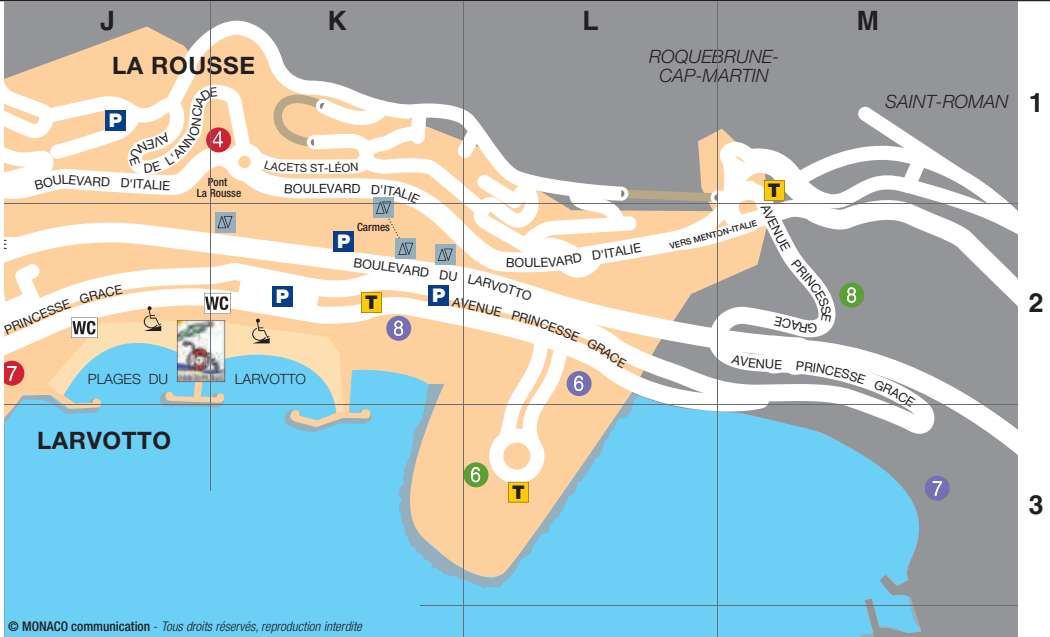 J K L M
LA ROUSSE
ROQUEBRUNE-
CAP-MARTIN
SAINT-ROMAN
1
P
4
AVENUE
DE L'ANNONCIADE
LACETS ST-LÉON
BOULEVARD D'ITALIE
Pont
La Rousse
BOULEVARD D'ITALIE
T
Carmes
P
E
BOULEVARD D'ITALIE
VERS MENTON-ITALIE
AVENUE PRINCESSE
GRACE
BOULEVARD DU LARVOTTO
2
PRINCESSE GRACE
WC
WC
P
T
P
8
8
AVENUE PRINCESSE GRACE
AVENUE PRINCESSE GRACE
7
PLAGES DU LARVOTTO
6
LARVOTTO
6
T
7
3
© MONACO communication - Tous droits réservés, reproduction interdite